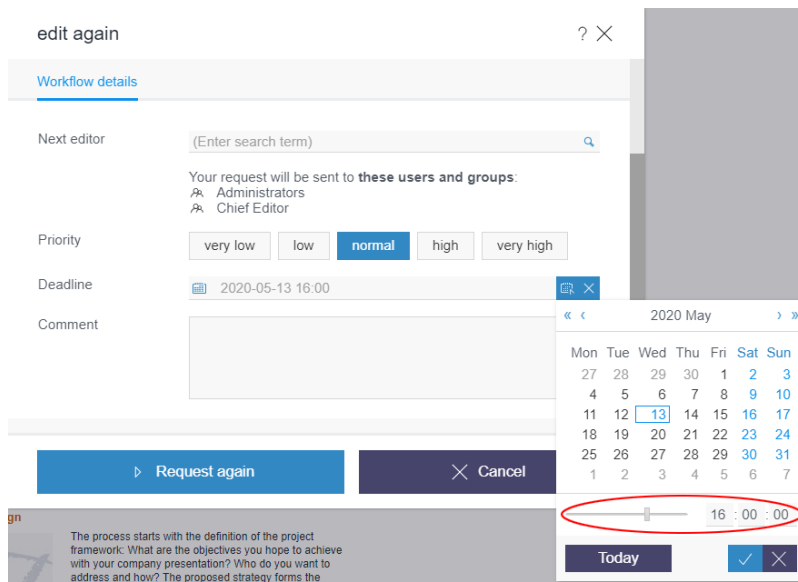 edit again
?
Workflow details
Next editor
(Enter search term)
Your request will be sent to these users and groups:
Administrators
Chief Editor
Priority
very low low normal high very high
Deadline
2020-05-13 16:00
Comment
« ‹ 2020 May › »
Mon Tue Wed Thu Fri Sat Sun
27 28 29 30 1 2 3
4 5 6 7 8 9 10
11 12 13 14 15 16 17
18 19 20 21 22 23 24
25 26 27 28 29 30 31
1 2 3 4 5 6 7
16 : 00 : 00
Today
Request again
Cancel
gn
The process starts with the definition of the project
framework: What are the objectives you hope to achieve
with your company presentation? Who do you want to
address and how? The proposed strategy forms the